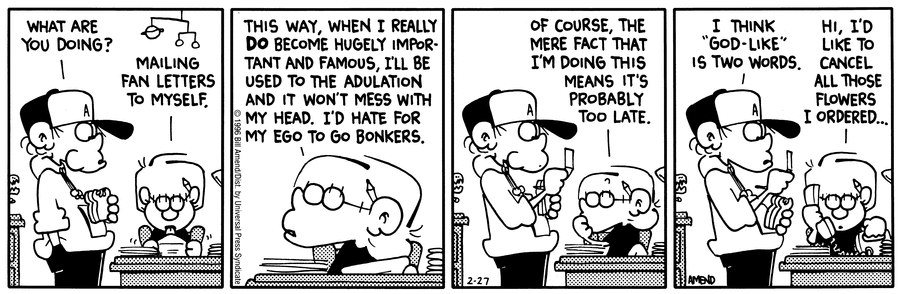 WHAT ARE
YOU DOING?
MAILING
FAN LETTERS
TO MYSELF.
A
© 1996 Bill Amend/Dist. by Universal Press Syndicate
THIS WAY, WHEN I REALLY
DO BECOME HUGELY IMPOR-
TANT AND FAMOUS, I'LL BE
USED TO THE ADULATION
AND IT WON'T MESS WITH
MY HEAD. I'D HATE FOR
MY EGO TO GO BONKERS.
OF COURSE, THE
MERE FACT THAT
I'M DOING THIS
MEANS IT'S
PROBABLY
TOO LATE.
A
2-27
I THINK
"GOD-LIKE"
IS TWO WORDS.
HI, I'D
LIKE TO
CANCEL
ALL THOSE
FLOWERS
I ORDERED...
A
AMEND